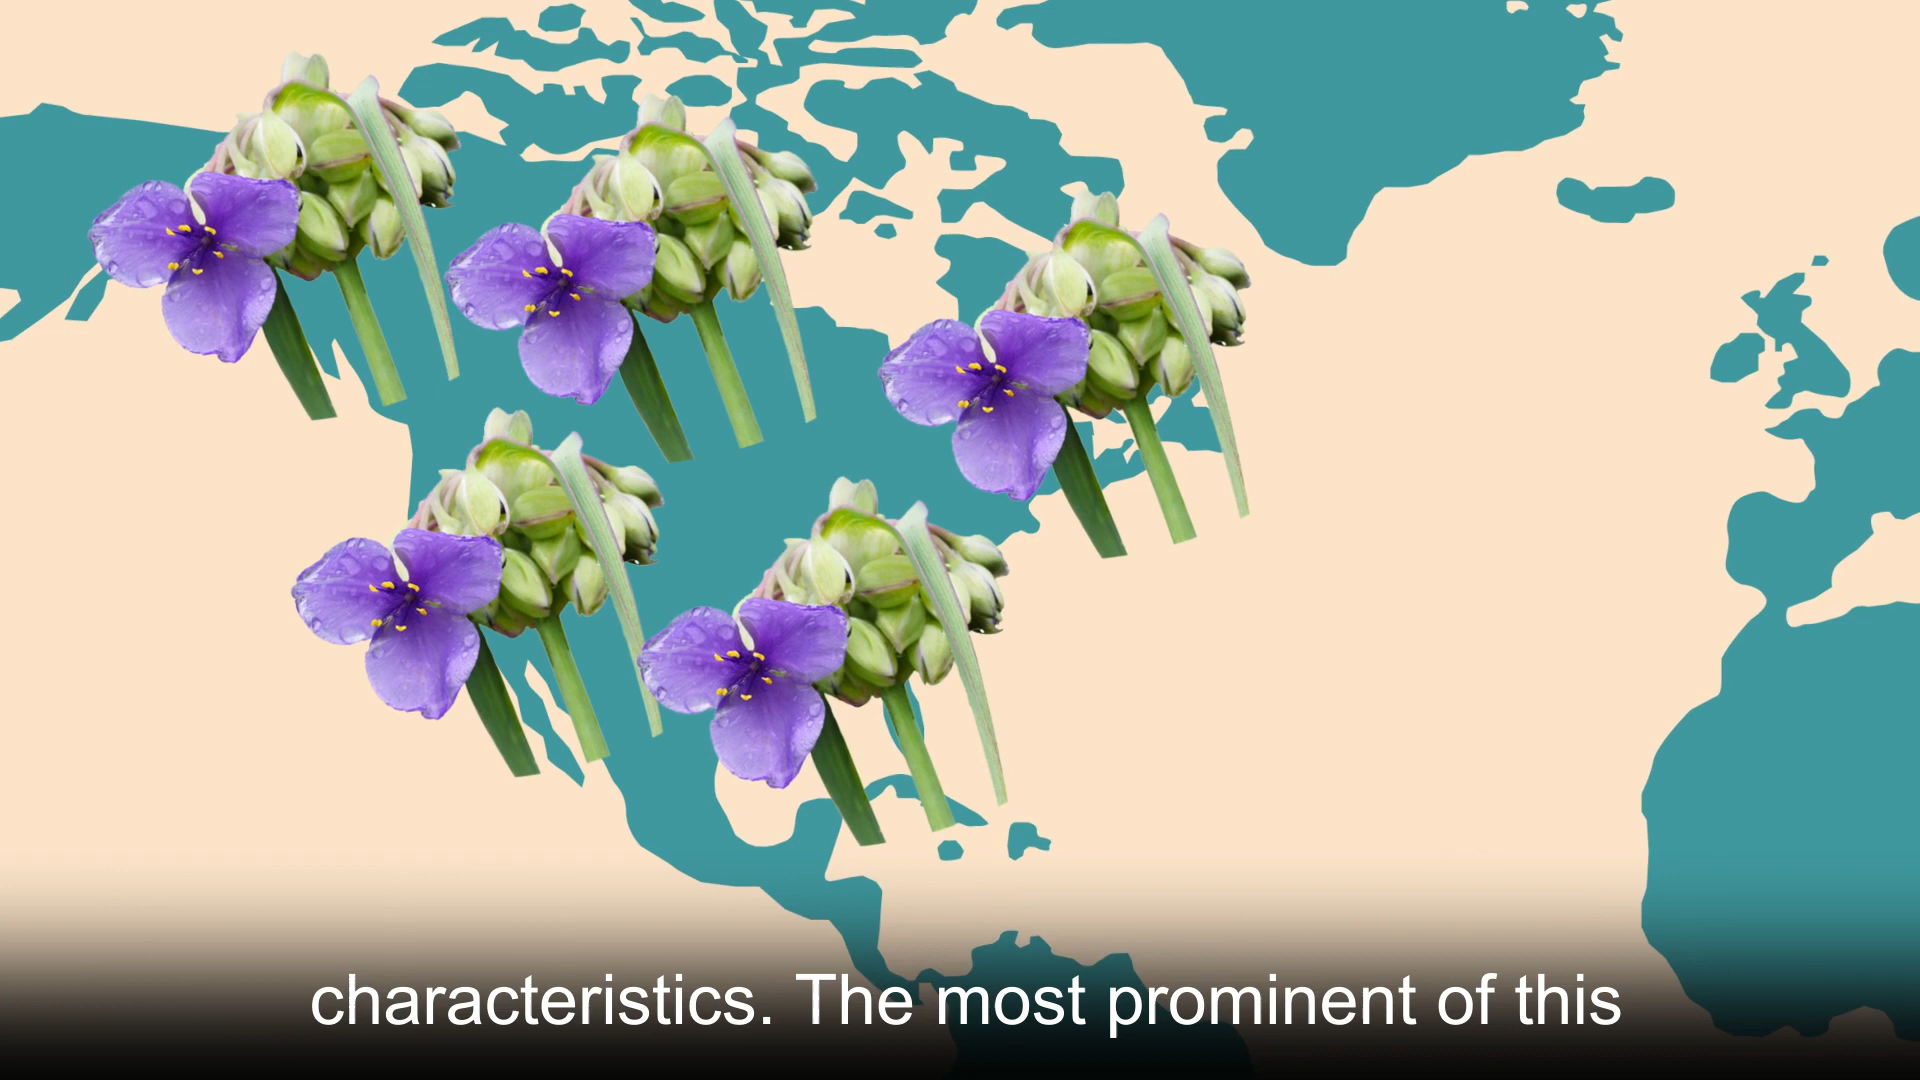 characteristics. The most prominent of this